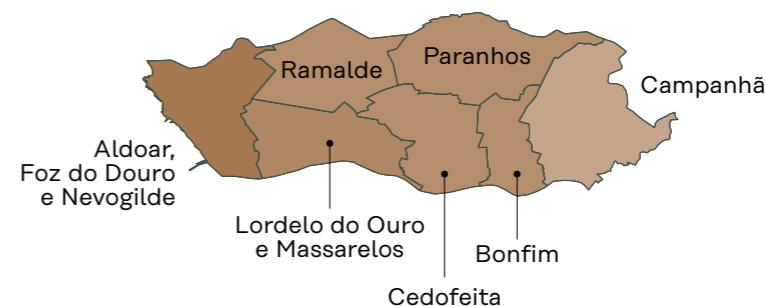 Ramalde
Paranhos
Campanhã
Aldoar,
Foz do Douro
e Nevogilde
Lordelo do Ouro
e Massarelos
Bonfim
Cedofeita